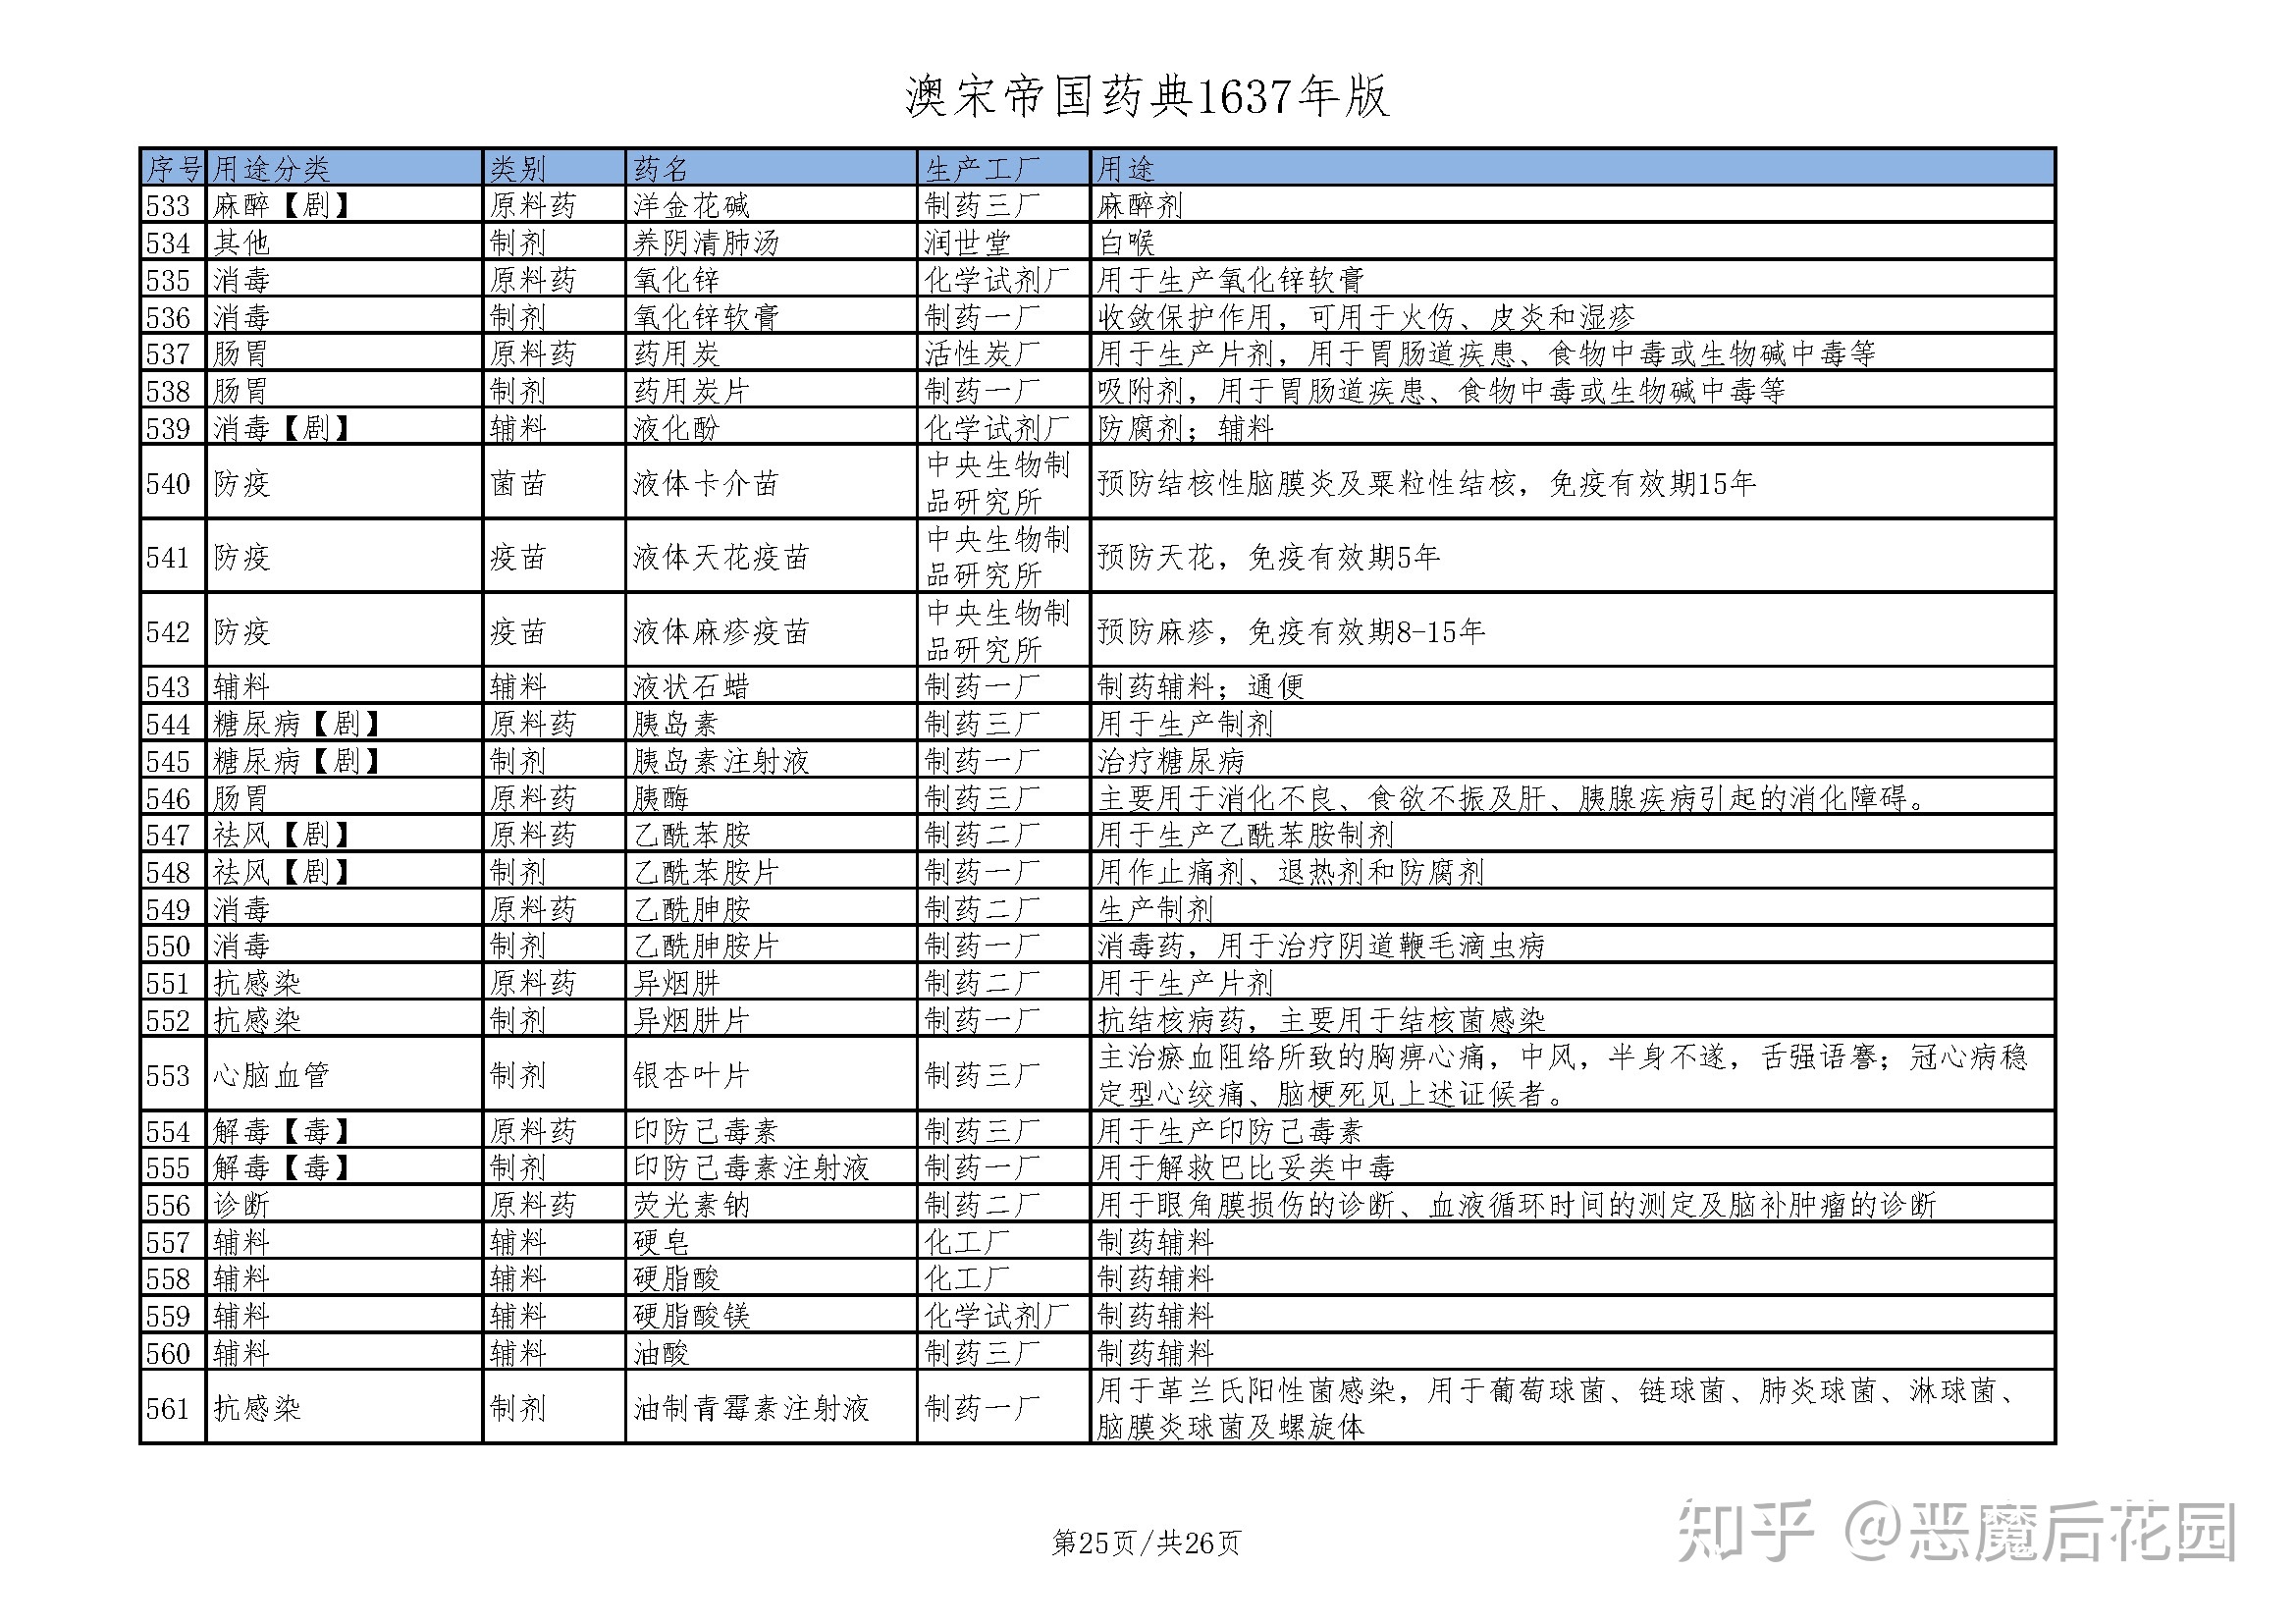 澳宋帝国药典1637年版
序号 用途分类 类别 药名 生产工厂 用途
533 麻醉【剧】 原料药 洋金花碱 制药三厂 麻醉剂
534 其他 制剂 养阴清肺汤 润世堂 白喉
535 消毒 原料药 氧化锌 化学试剂厂 用于生产氧化锌软膏
536 消毒 制剂 氧化锌软膏 制药一厂 收敛保护作用，可用于火伤、皮炎和湿疹
537 肠胃 原料药 药用炭 活性炭厂 用于生产片剂，用于胃肠道疾患、食物中毒或生物碱中毒等
538 肠胃 制剂 药用炭片 制药一厂 吸附剂，用于胃肠道疾患、食物中毒或生物碱中毒等
539 消毒【剧】 辅料 液化酚 化学试剂厂 防腐剂；辅料
540 防疫 菌苗 液体卡介苗 中央生物制
品研究所 预防结核性脑膜炎及粟粒性结核，免疫有效期15年
541 防疫 疫苗 液体天花疫苗 中央生物制
品研究所 预防天花，免疫有效期5年
542 防疫 疫苗 液体麻疹疫苗 中央生物制
品研究所 预防麻疹，免疫有效期8-15年
543 辅料 辅料 液状石蜡 制药一厂 制药辅料；通便
544 糖尿病【剧】 原料药 胰岛素 制药三厂 用于生产制剂
545 糖尿病【剧】 制剂 胰岛素注射液 制药一厂 治疗糖尿病
546 肠胃 原料药 胰酶 制药三厂 主要用于消化不良、食欲不振及肝、胰腺疾病引起的消化障碍。
547 祛风【剧】 原料药 乙酰苯胺 制药二厂 用于生产乙酰苯胺制剂
548 祛风【剧】 制剂 乙酰苯胺片 制药一厂 用作止痛剂、退热剂和防腐剂
549 消毒 原料药 乙酰胂胺 制药二厂 生产制剂
550 消毒 制剂 乙酰胂胺片 制药一厂 消毒药，用于治疗阴道鞭毛滴虫病
551 抗感染 原料药 异烟肼 制药二厂 用于生产片剂
552 抗感染 制剂 异烟肼片 制药一厂 抗结核病药，主要用于结核菌感染
553 心脑血管 制剂 银杏叶片 制药三厂 主治瘀血阻络所致的胸痹心痛，中风，半身不遂，舌强语謇；冠心病稳
定型心绞痛、脑梗死见上述证候者。
554 解毒【毒】 原料药 印防己毒素 制药三厂 用于生产印防己毒素
555 解毒【毒】 制剂 印防己毒素注射液 制药一厂 用于解救巴比妥类中毒
556 诊断 原料药 荧光素钠 制药二厂 用于眼角膜损伤的诊断、血液循环时间的测定及脑补肿瘤的诊断
557 辅料 辅料 硬皂 化工厂 制药辅料
558 辅料 辅料 硬脂酸 化工厂 制药辅料
559 辅料 辅料 硬脂酸镁 化学试剂厂 制药辅料
560 辅料 辅料 油酸 制药三厂 制药辅料
561 抗感染 制剂 油制青霉素注射液 制药一厂 用于革兰氏阳性菌感染，用于葡萄球菌、链球菌、肺炎球菌、淋球菌、
脑膜炎球菌及螺旋体
第25页/共26页
知乎 @恶魔后花园